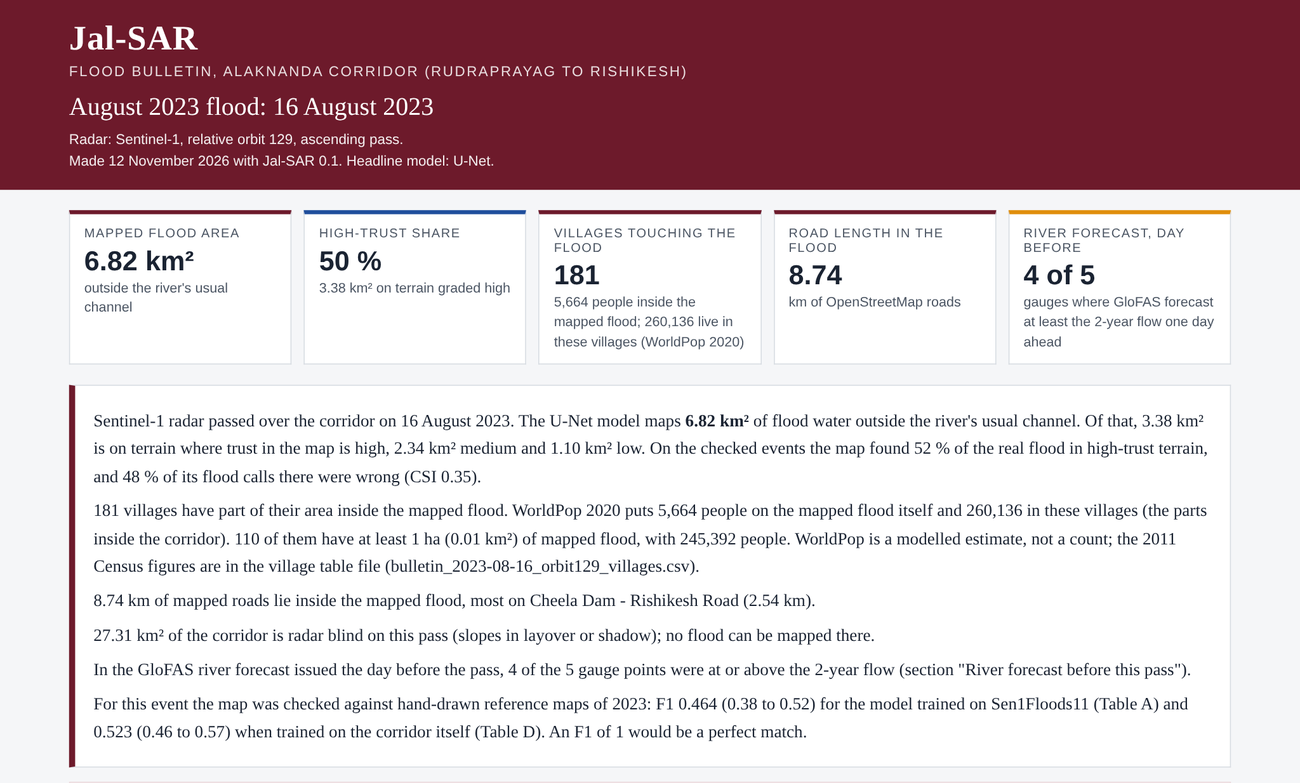 Jal-SAR
FLOOD BULLETIN, ALAKNANDA CORRIDOR (RUDRAPRAYAG TO RISHIKESH)
August 2023 flood: 16 August 2023
Radar: Sentinel-1, relative orbit 129, ascending pass.
Made 12 November 2026 with Jal-SAR 0.1. Headline model: U-Net.
MAPPED FLOOD AREA
6.82 km²
outside the river's usual
channel
HIGH-TRUST SHARE
50 %
3.38 km² on terrain graded high
VILLAGES TOUCHING THE
FLOOD
181
5,664 people inside the
mapped flood; 260,136 live in
these villages (WorldPop 2020)
ROAD LENGTH IN THE
FLOOD
8.74
km of OpenStreetMap roads
RIVER FORECAST, DAY
BEFORE
4 of 5
gauges where GloFAS forecast
at least the 2-year flow one day
ahead
Sentinel-1 radar passed over the corridor on 16 August 2023. The U-Net model maps 6.82 km² of flood water outside the river's usual channel. Of that, 3.38 km²
is on terrain where trust in the map is high, 2.34 km² medium and 1.10 km² low. On the checked events the map found 52 % of the real flood in high-trust terrain,
and 48 % of its flood calls there were wrong (CSI 0.35).
181 villages have part of their area inside the mapped flood. WorldPop 2020 puts 5,664 people on the mapped flood itself and 260,136 in these villages (the parts
inside the corridor). 110 of them have at least 1 ha (0.01 km²) of mapped flood, with 245,392 people. WorldPop is a modelled estimate, not a count; the 2011
Census figures are in the village table file (bulletin_2023-08-16_orbit129_villages.csv).
8.74 km of mapped roads lie inside the mapped flood, most on Cheela Dam - Rishikesh Road (2.54 km).
27.31 km² of the corridor is radar blind on this pass (slopes in layover or shadow); no flood can be mapped there.
In the GloFAS river forecast issued the day before the pass, 4 of the 5 gauge points were at or above the 2-year flow (section "River forecast before this pass").
For this event the map was checked against hand-drawn reference maps of 2023: F1 0.464 (0.38 to 0.52) for the model trained on Sen1Floods11 (Table A) and
0.523 (0.46 to 0.57) when trained on the corridor itself (Table D). An F1 of 1 would be a perfect match.